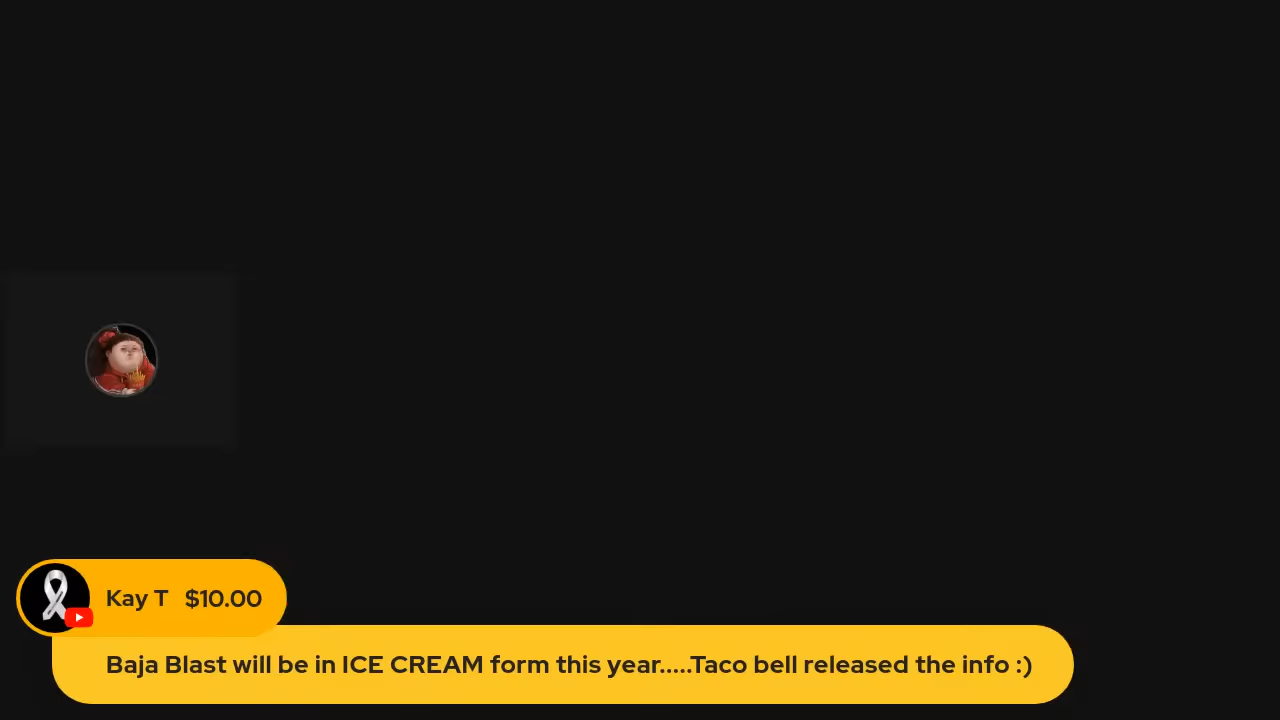 Kay T $10.00
Baja Blast will be in ICE CREAM form this year.....Taco bell released the info :)